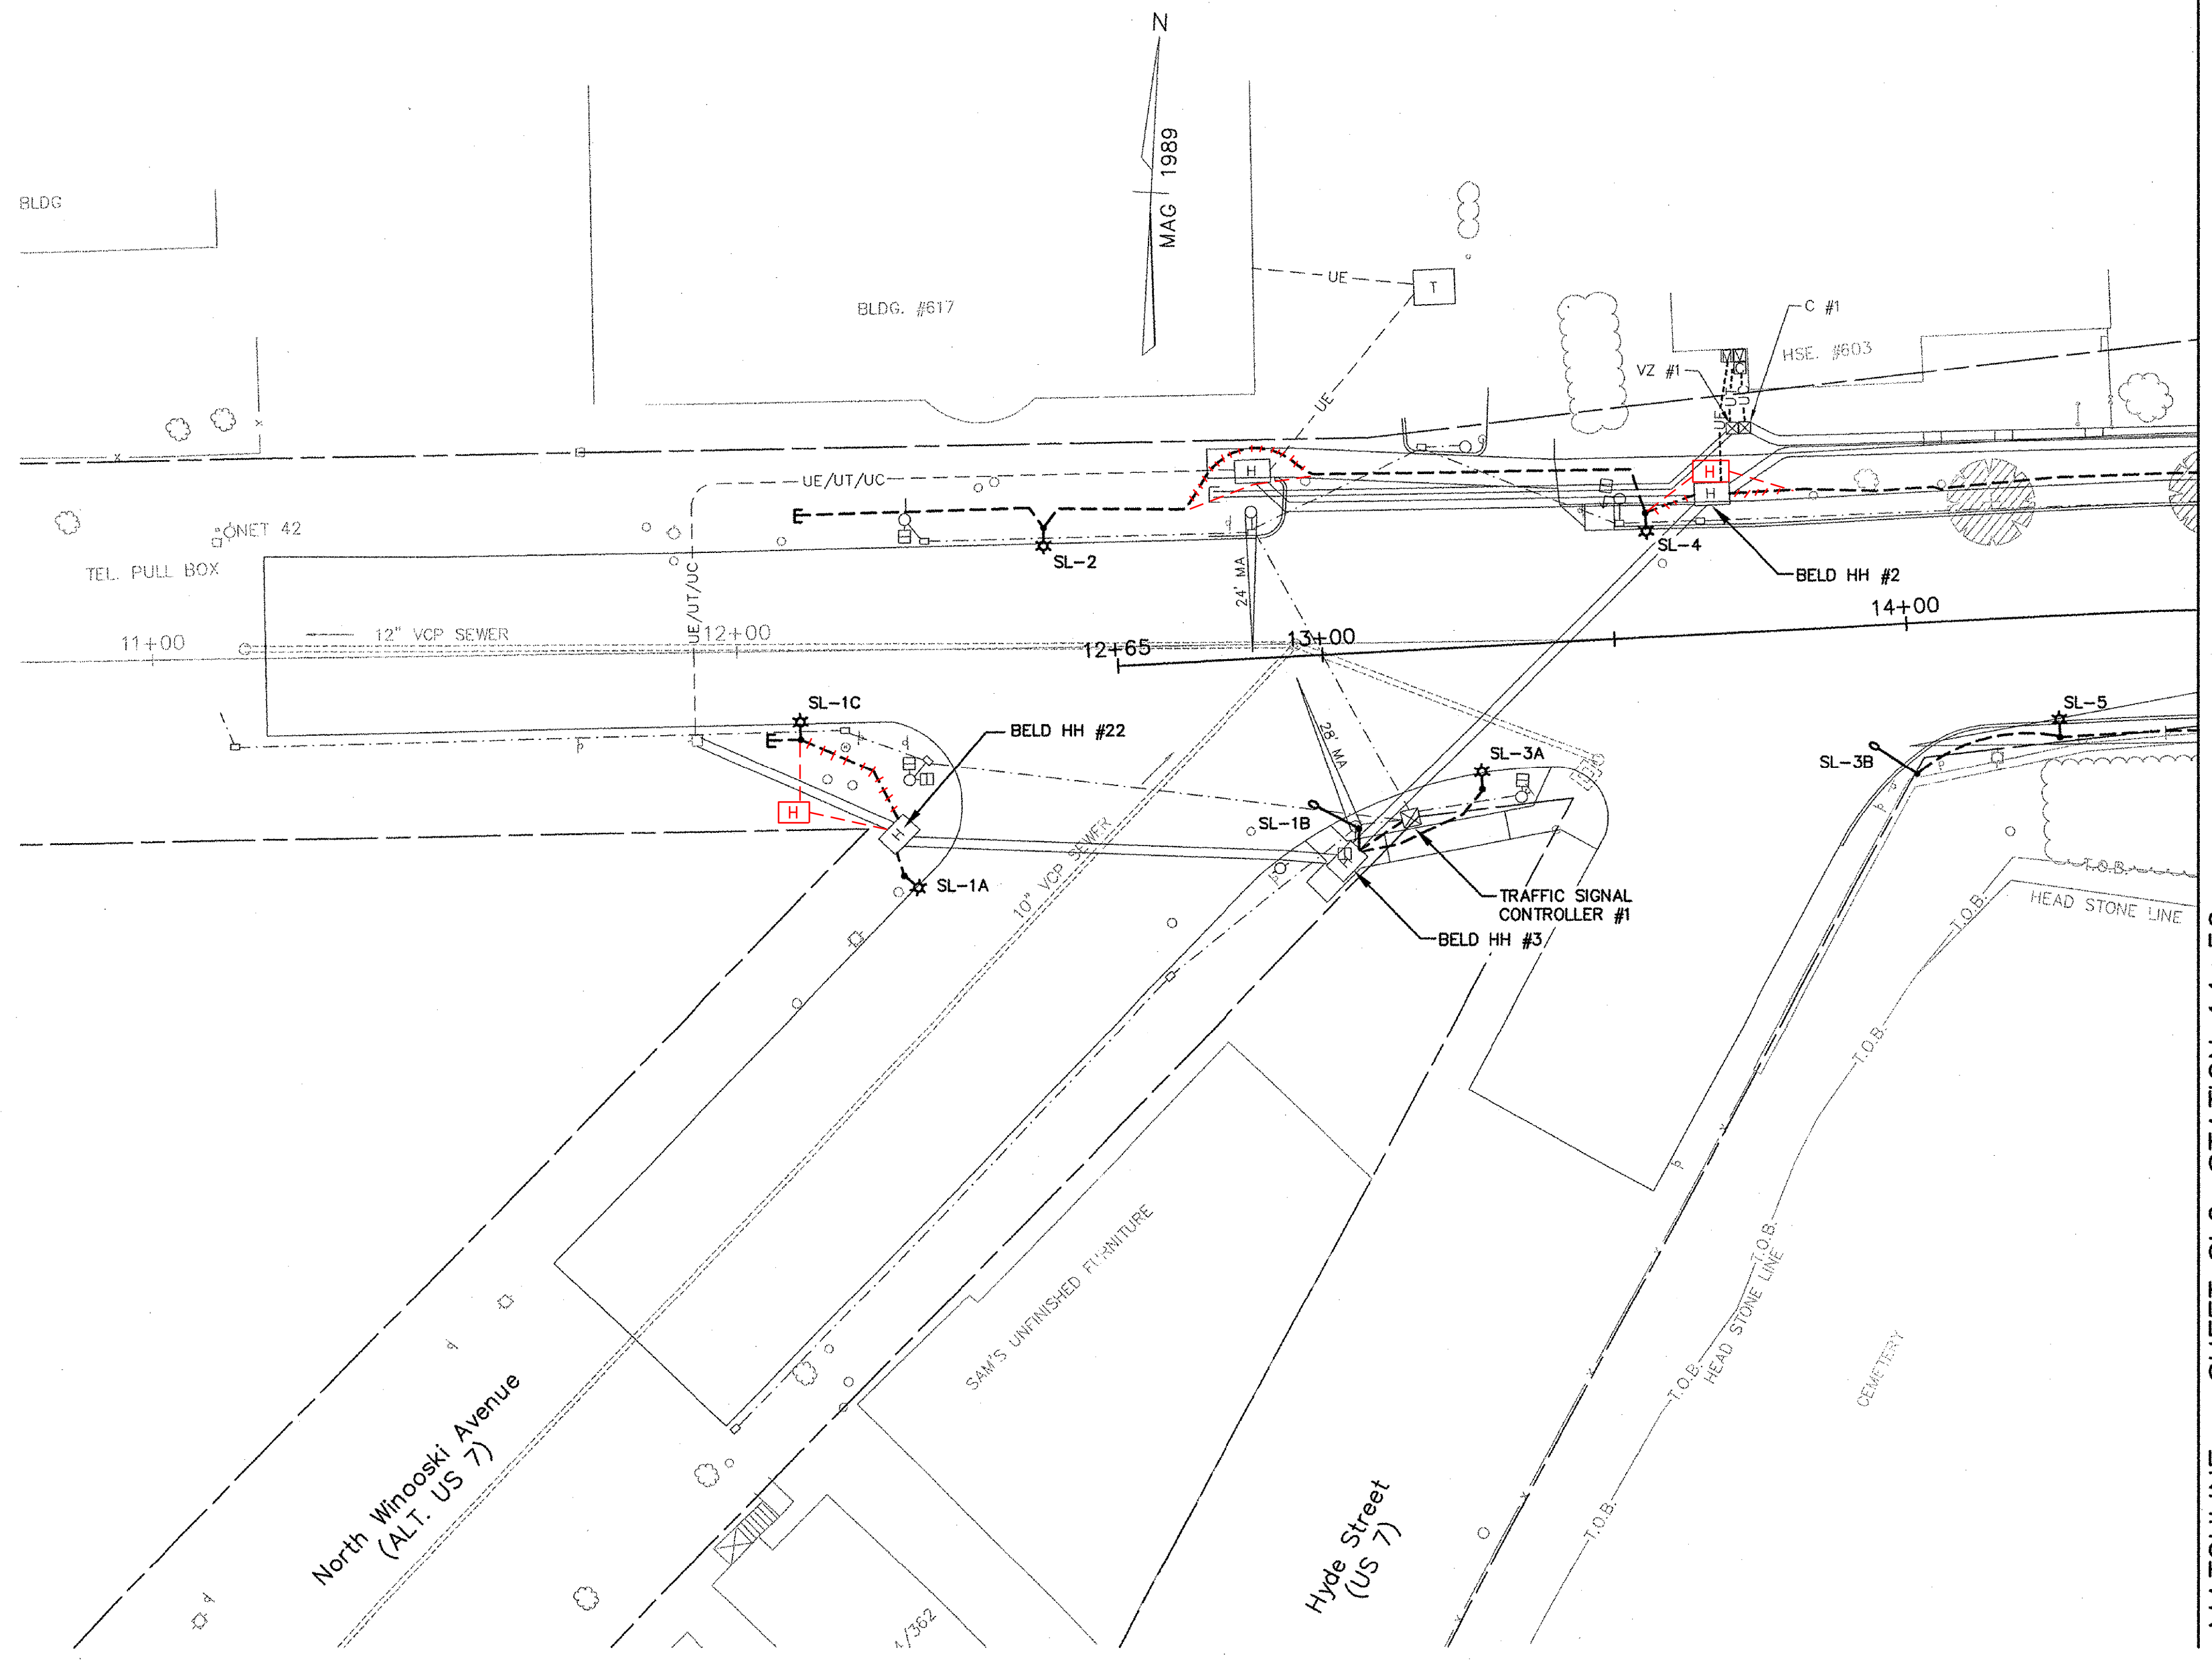 N
MAG 1989
BLDG
BLDG. #617
UE
T
UE
C #1
VZ #1
HSE. #603
UE
UT
UC
UE/UT/UC
H
H
H
NET 42
TEL. PULL BOX
SL-2
SL-4
BELD HH #2
24' MA
UE/UT/UC
11+00
12" VCP SEWER
12+00
12+65
13+00
14+00
SL-1C
BELD HH #22
H
H
28' MA
SL-3A
SL-5
SL-3B
SL-1B
SL-1A
10" VCP SEWER
TRAFFIC SIGNAL
CONTROLLER #1
BELD HH #3
T.O.B.
T.O.B.
HEAD STONE LINE
T.O.B.
T.O.B.
HEAD STONE LINE
T.O.B.
T.O.B.
CEMETERY
SAM'S UNFINISHED FURNITURE
North Winooski Avenue
(ALT. US 7)
Hyde Street
(US 7)